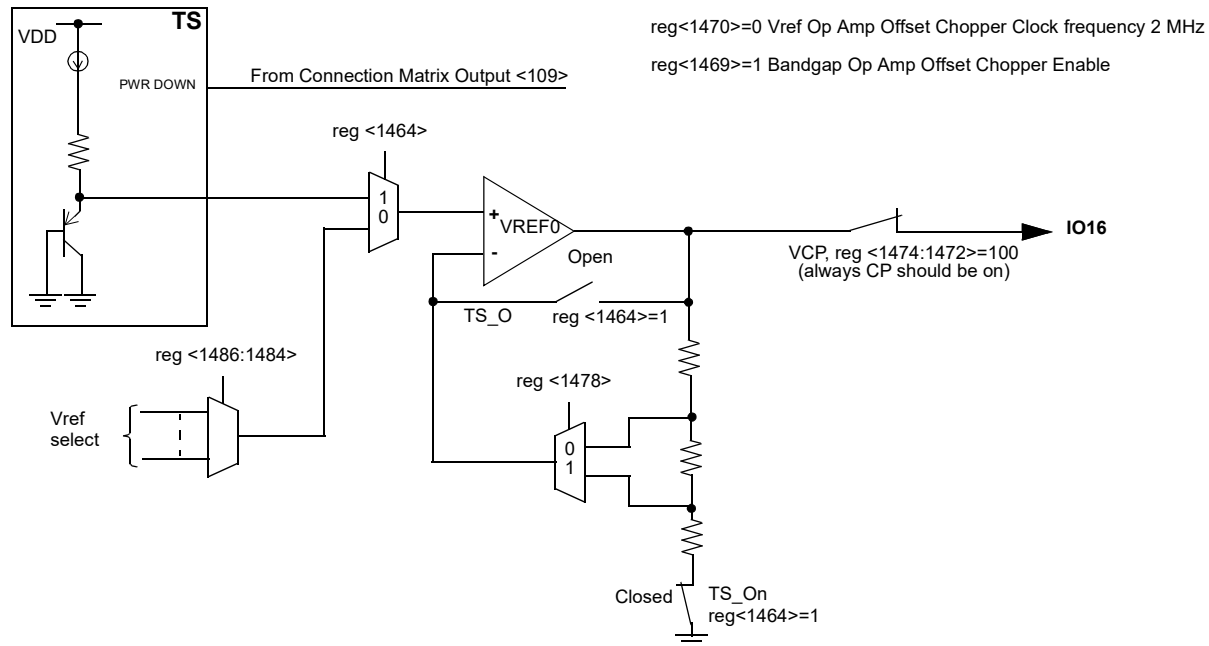 TS
VDD
PWR DOWN
From Connection Matrix Output <109>
reg<1470>=0 Vref Op Amp Offset Chopper Clock frequency 2 MHz
reg<1469>=1 Bandgap Op Amp Offset Chopper Enable
reg <1464>
1
0
+
VREF0
-
Open
TS_O
reg <1464>=1
IO16
VCP, reg <1474:1472>=100
(always CP should be on)
reg <1486:1484>
Vref
select
reg <1478>
0
1
Closed
TS_On
reg<1464>=1